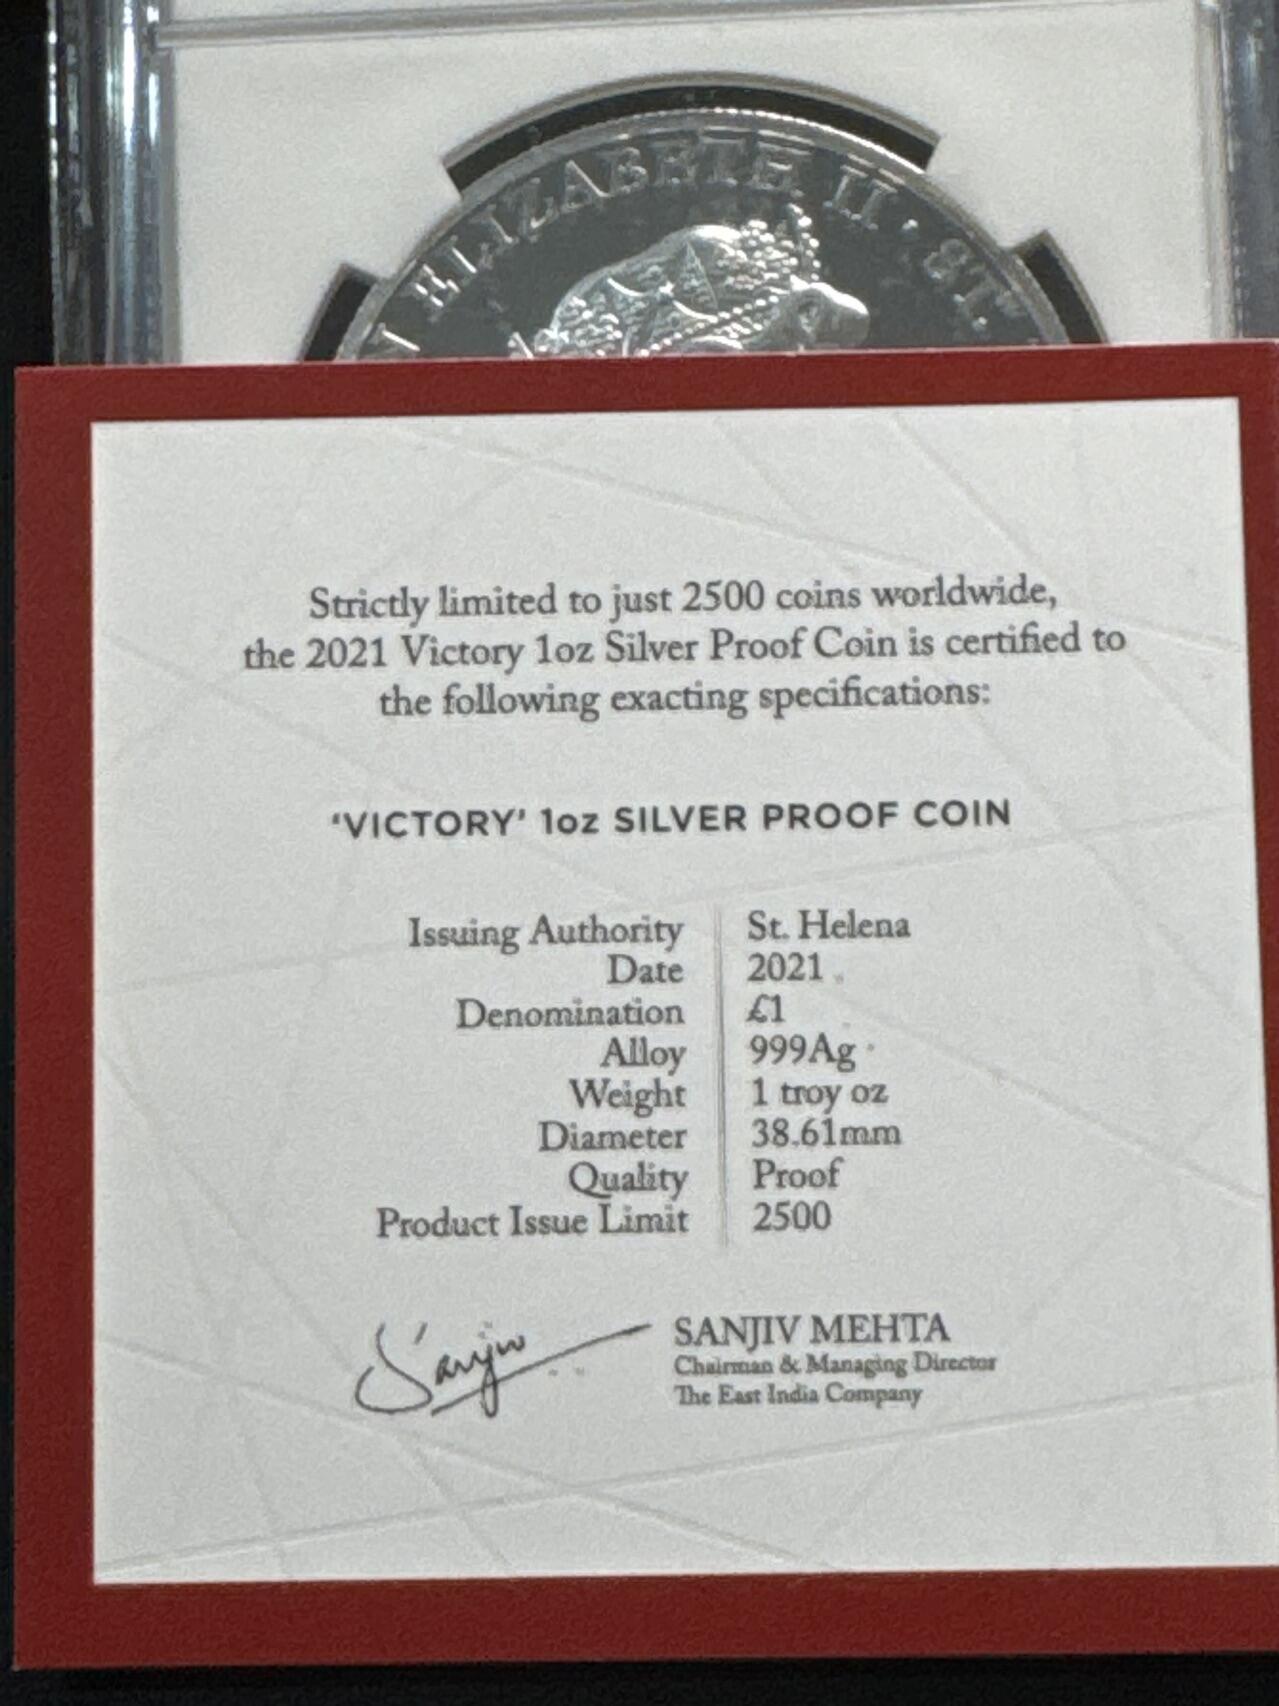 ELIZABETH II · ST
Strictly limited to just 2500 coins worldwide,
the 2021 Victory 1oz Silver Proof Coin is certified to
the following exacting specifications:
'VICTORY' 1oz SILVER PROOF COIN
Issuing Authority St. Helena
Date 2021
Denomination £1
Alloy 999Ag
Weight 1 troy oz
Diameter 38.61mm
Quality Proof
Product Issue Limit 2500
Sanjiv
SANJIV MEHTA
Chairman & Managing Director
The East India Company